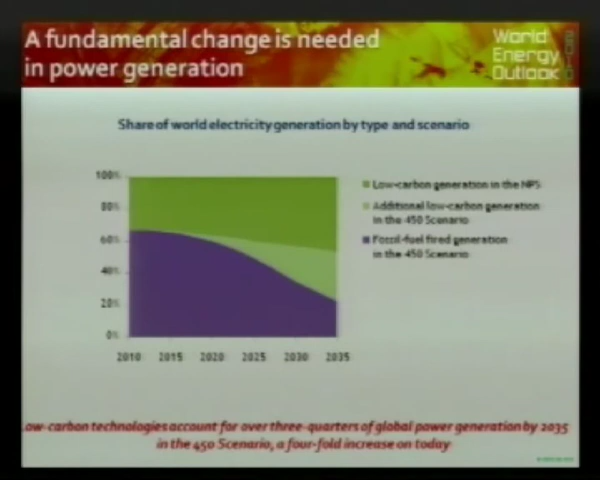 A fundamental change is needed
in power generation
World
Energy
Outlook
2010
Share of world electricity generation by type and scenario
100%
80%
60%
40%
20%
0%
2010 2015 2020 2025 2030 2035
Low-carbon generation in the NPS
Additional low-carbon generation
in the 450 Scenario
Fossil-fuel fired generation
in the 450 Scenario
ow-carbon technologies account for over three-quarters of global power generation by 2035
in the 450 Scenario, a four-fold increase on today